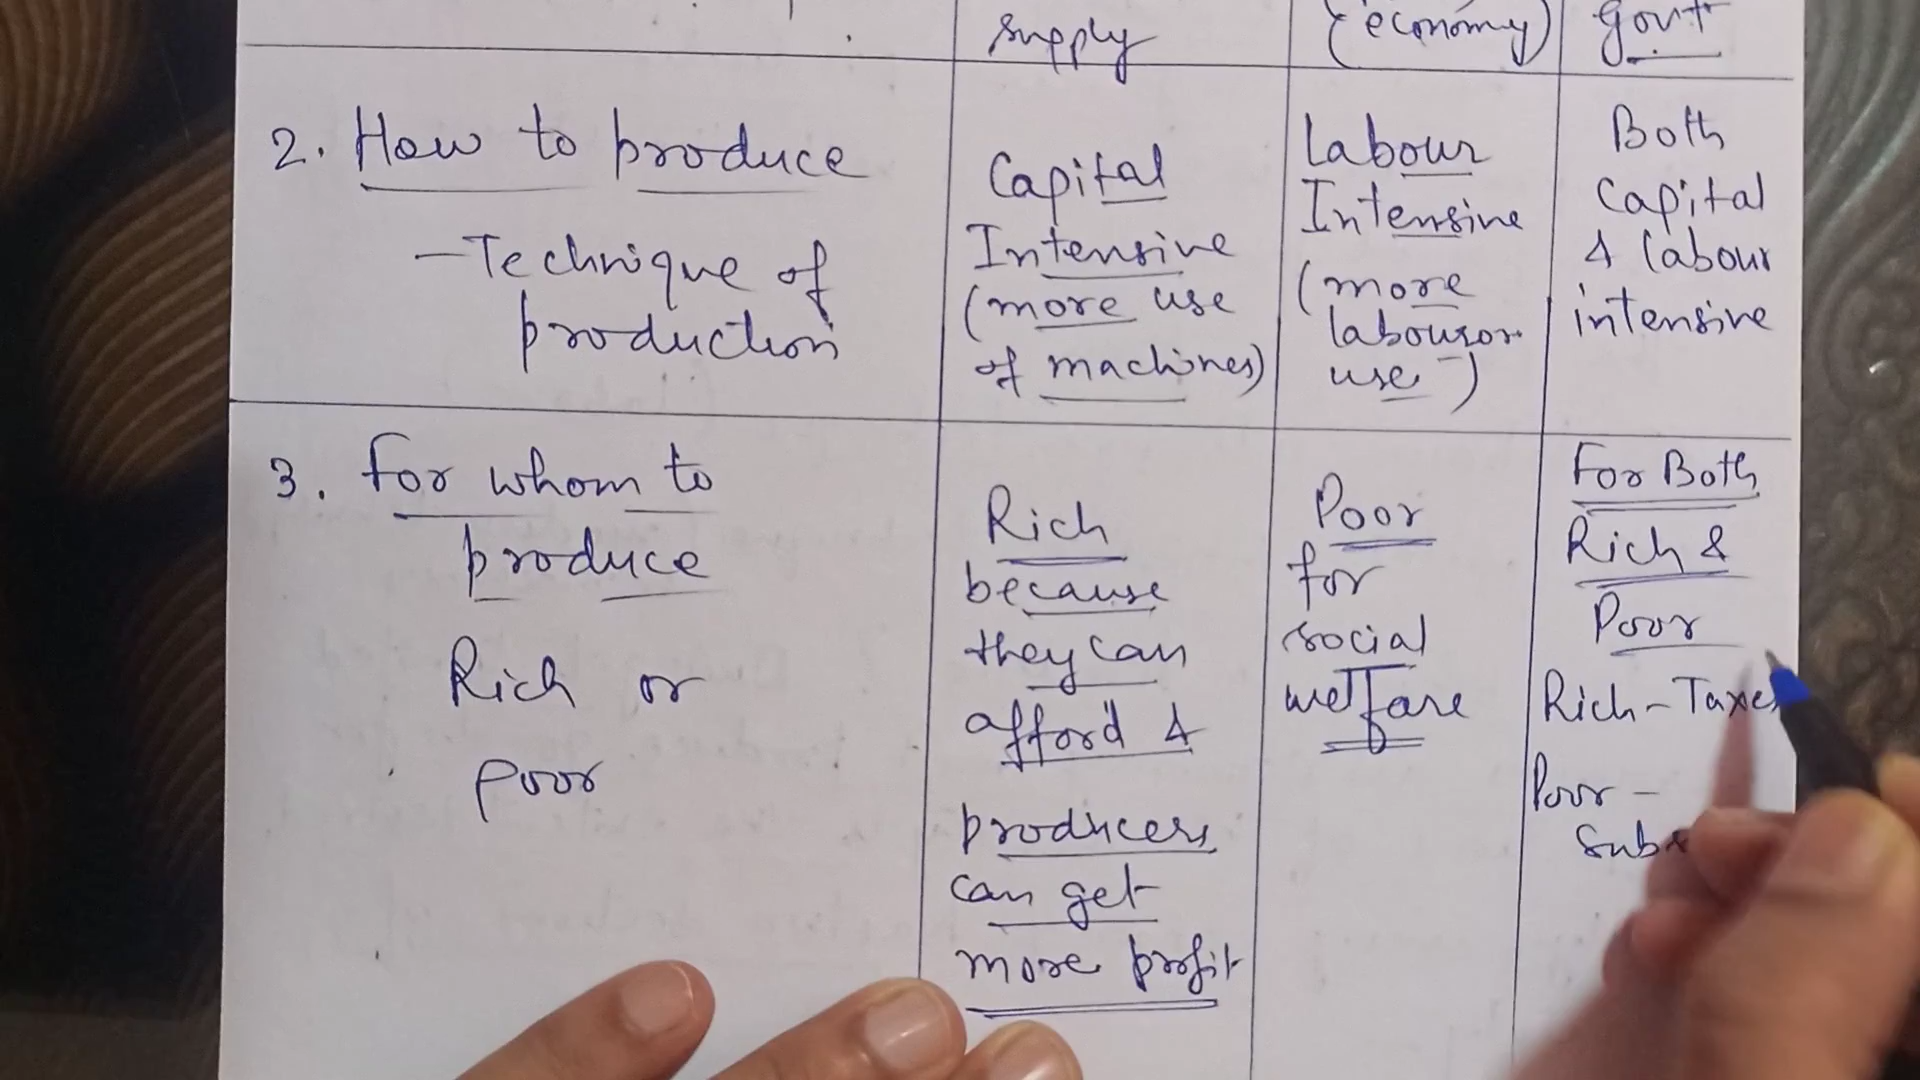 supply
(economy)
govt
2. How to produce
- Technique of
production
Capital
Intensive
(more use
of machines)
Labour
Intensive
(more
labouror
use)
Both
Capital
& labour
intensive
3. for whom to
produce
Rich or
poor
Rich
because
they can
afford &
producers
can get
more profit
Poor
for
social
welfare
For Both
Rich &
Poor
Rich - Taxes
Poor -